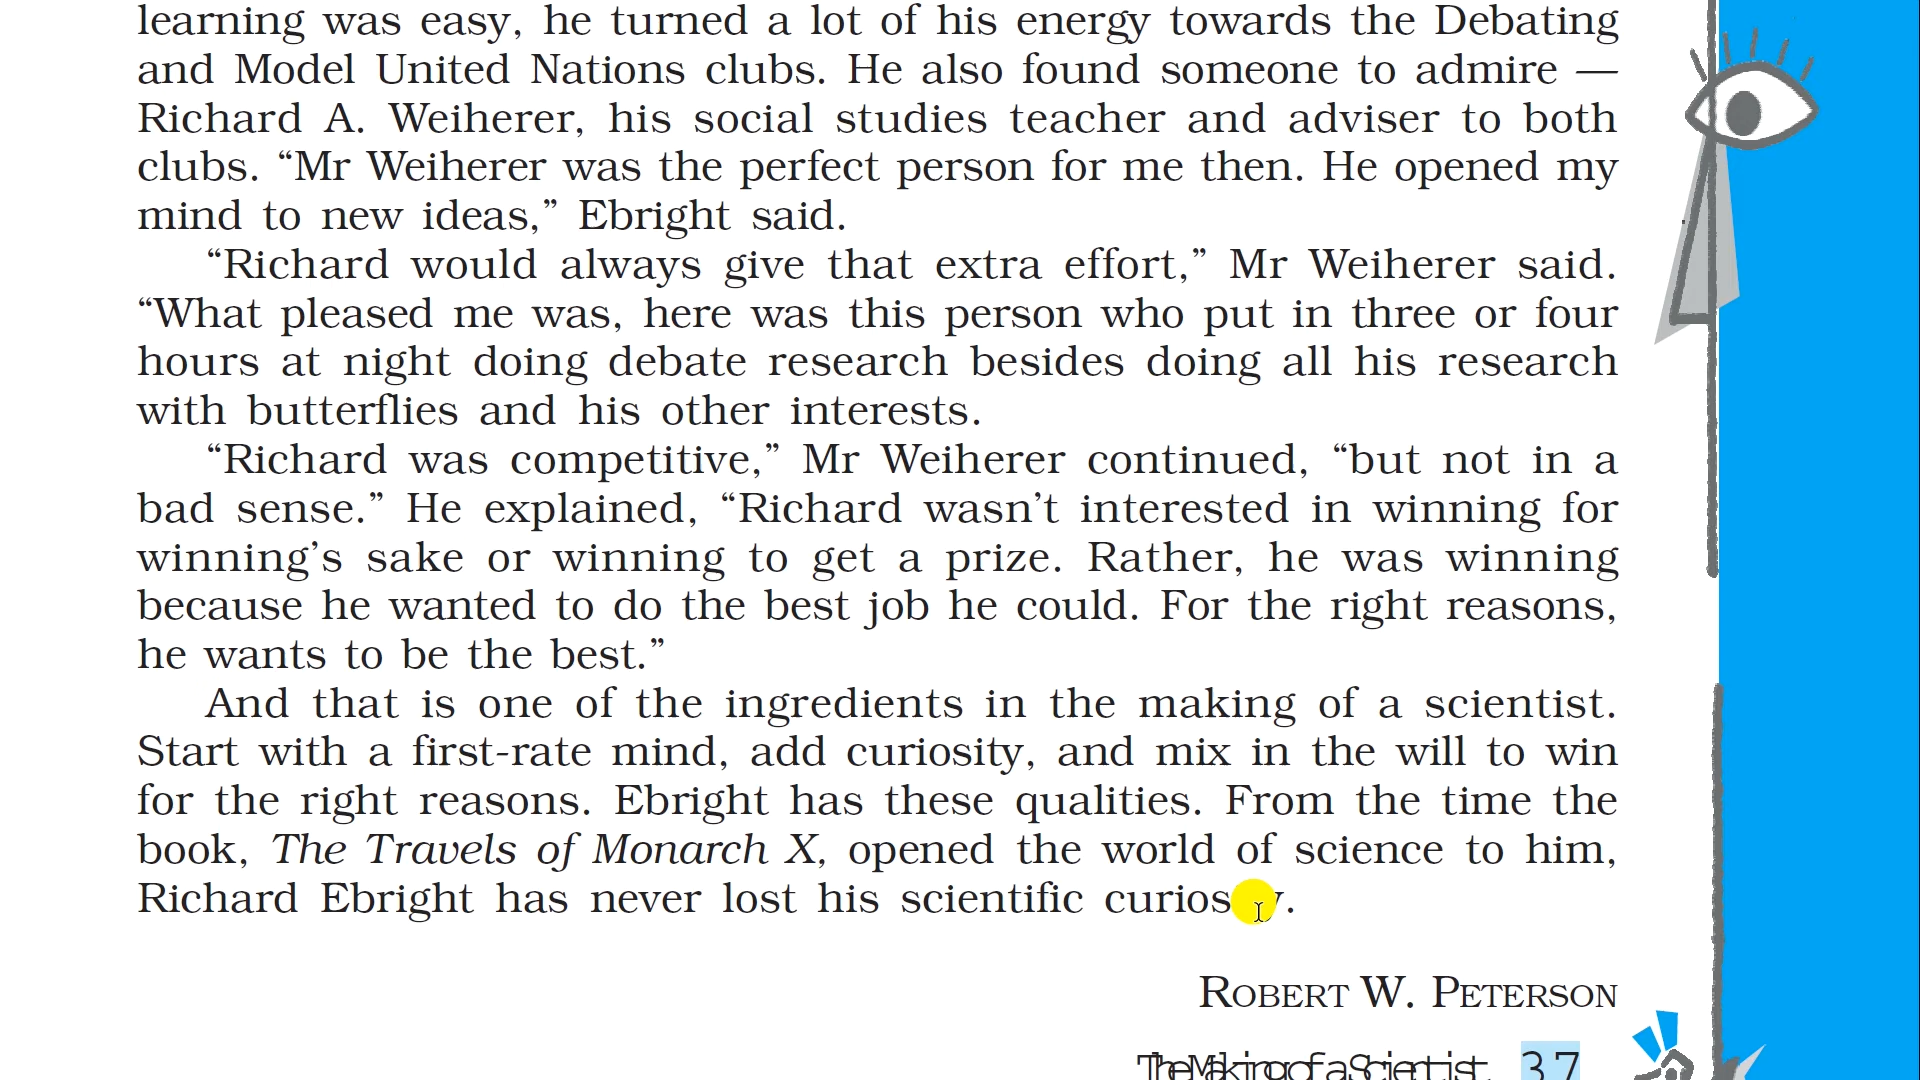 learning was easy, he turned a lot of his energy towards the Debating
and Model United Nations clubs. He also found someone to admire —
Richard A. Weiherer, his social studies teacher and adviser to both
clubs. “Mr Weiherer was the perfect person for me then. He opened my
mind to new ideas,” Ebright said.
“Richard would always give that extra effort,” Mr Weiherer said.
“What pleased me was, here was this person who put in three or four
hours at night doing debate research besides doing all his research
with butterflies and his other interests.
“Richard was competitive,” Mr Weiherer continued, “but not in a
bad sense.” He explained, “Richard wasn’t interested in winning for
winning’s sake or winning to get a prize. Rather, he was winning
because he wanted to do the best job he could. For the right reasons,
he wants to be the best.”
And that is one of the ingredients in the making of a scientist.
Start with a first-rate mind, add curiosity, and mix in the will to win
for the right reasons. Ebright has these qualities. From the time the
book, The Travels of Monarch X, opened the world of science to him,
Richard Ebright has never lost his scientific curiosity.
ROBERT W. PETERSON
The Making of a Scientist 37